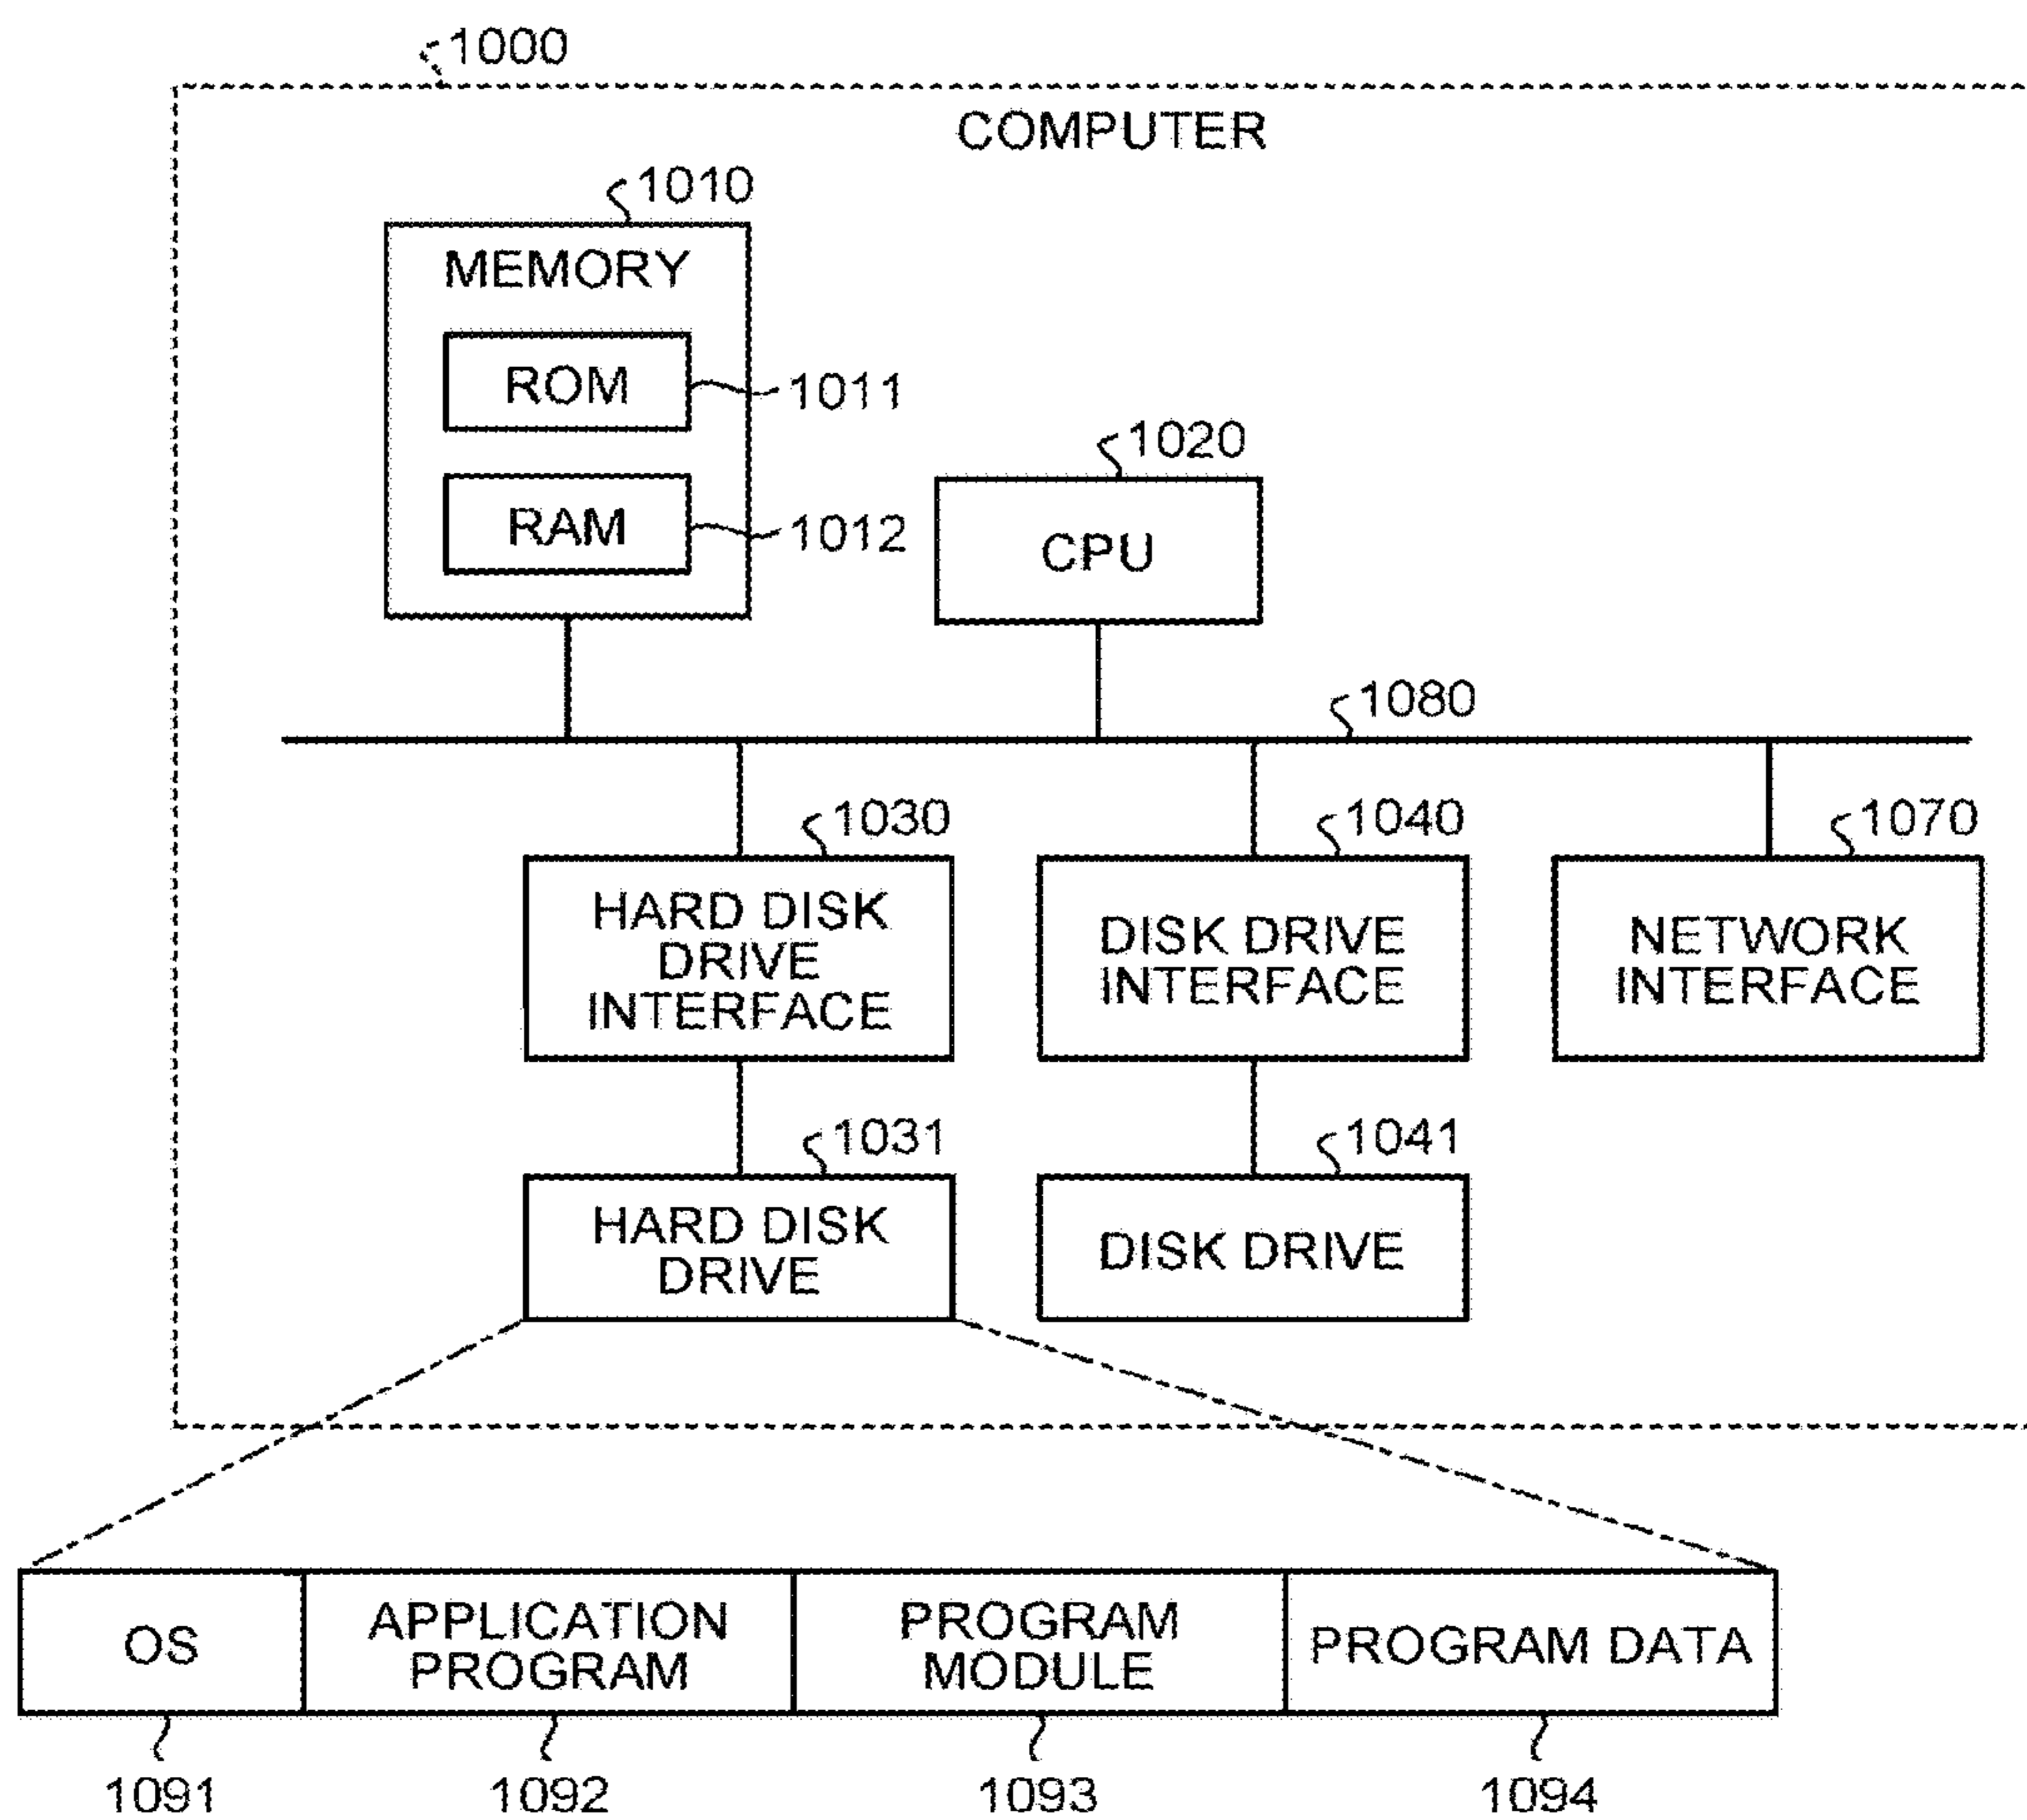 1000
COMPUTER
1010
MEMORY
ROM
1011
RAM
1012
1020
CPU
1080
1030
HARD DISK
DRIVE
INTERFACE
1040
DISK DRIVE
INTERFACE
1070
NETWORK
INTERFACE
1031
HARD DISK
DRIVE
1041
DISK DRIVE
OS
APPLICATION
PROGRAM
PROGRAM
MODULE
PROGRAM DATA
1091
1092
1093
1094